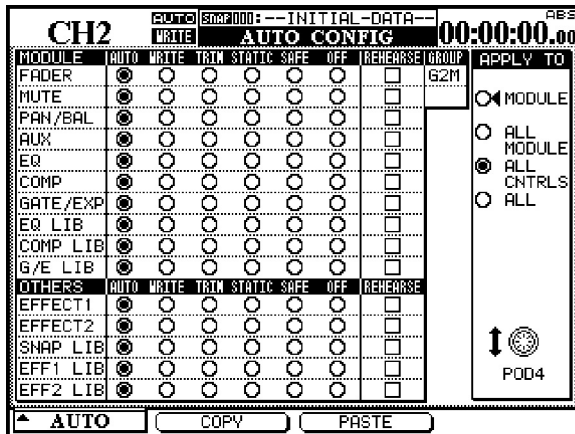 CH2 AUTO WRITE SNAP000:--INITIAL-DATA-- AUTO CONFIG ABS 00:00:00.00
MODULE AUTO WRITE TRIM STATIC SAFE OFF REHEARSE GROUP
FADER G2M
MUTE
PAN/BAL
AUX
EQ
COMP
GATE/EXP
EQ LIB
COMP LIB
G/E LIB
OTHERS AUTO WRITE TRIM STATIC SAFE OFF REHEARSE
EFFECT1
EFFECT2
SNAP LIB
EFF1 LIB
EFF2 LIB
APPLY TO
MODULE
ALL
MODULE
ALL
CNTRLS
ALL
POD4
AUTO COPY PASTE